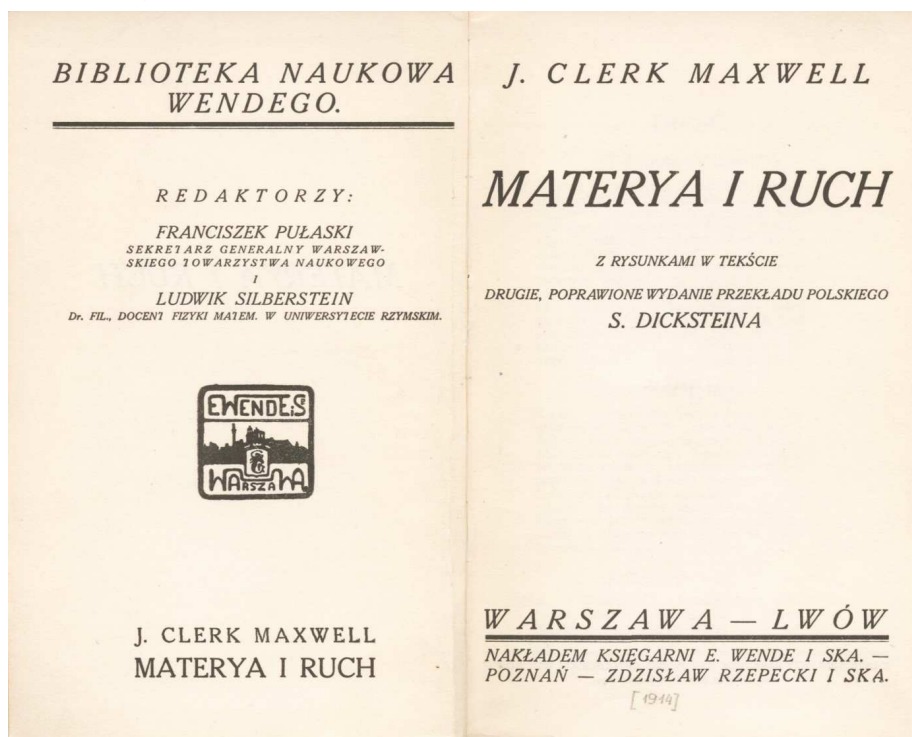 BIBLIOTEKA NAUKOWA
WENDEGO.
REDAKTORZY:
FRANCISZEK PUŁASKI
SEKRETARZ GENERALNY WARSZAW-
SKIEGO TOWARZYSTWA NAUKOWEGO
I
LUDWIK SILBERSTEIN
Dr. FIL., DOCENT FIZYKI MATEM. W UNIWERSYTECIE RZYMSKIM.
EWENDE i S
WARSZAWA
J. CLERK MAXWELL
MATERYA I RUCH
J. CLERK MAXWELL
MATERYA I RUCH
Z RYSUNKAMI W TEKŚCIE
DRUGIE, POPRAWIONE WYDANIE PRZEKŁADU POLSKIEGO
S. DICKSTEINA
WARSZAWA — LWÓW
NAKŁADEM KSIĘGARNI E. WENDE I SKA. —
POZNAŃ — ZDZISŁAW RZEPECKI I SKA.
[1914]